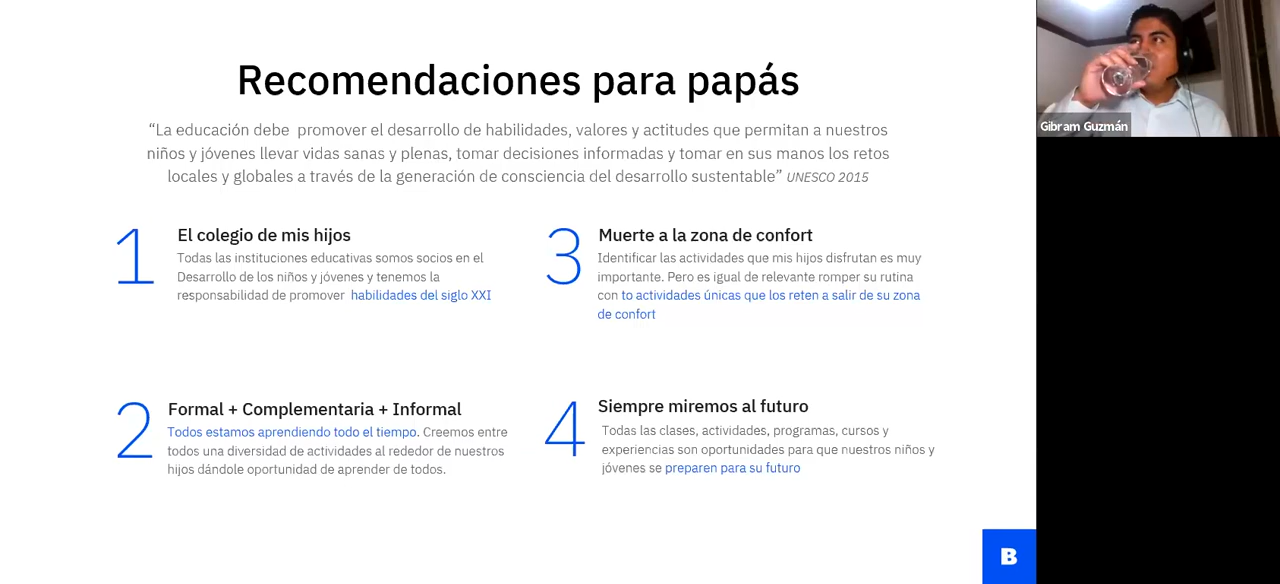 Recomendaciones para papás
“La educación debe promover el desarrollo de habilidades, valores y actitudes que permitan a nuestros
niños y jóvenes llevar vidas sanas y plenas, tomar decisiones informadas y tomar en sus manos los retos
locales y globales a través de la generación de consciencia del desarrollo sustentable” UNESCO 2015
1
El colegio de mis hijos
Todas las instituciones educativas somos socios en el
Desarrollo de los niños y jóvenes y tenemos la
responsabilidad de promover habilidades del siglo XXI
2
Formal + Complementaria + Informal
Todos estamos aprendiendo todo el tiempo. Creemos entre
todos una diversidad de actividades al rededor de nuestros
hijos dándole oportunidad de aprender de todos.
3
Muerte a la zona de confort
Identificar las actividades que mis hijos disfrutan es muy
importante. Pero es igual de relevante romper su rutina
con to actividades únicas que los reten a salir de su zona
de confort
4
Siempre miremos al futuro
Todas las clases, actividades, programas, cursos y
experiencias son oportunidades para que nuestros niños y
jóvenes se preparen para su futuro
B
Gibram Guzmán